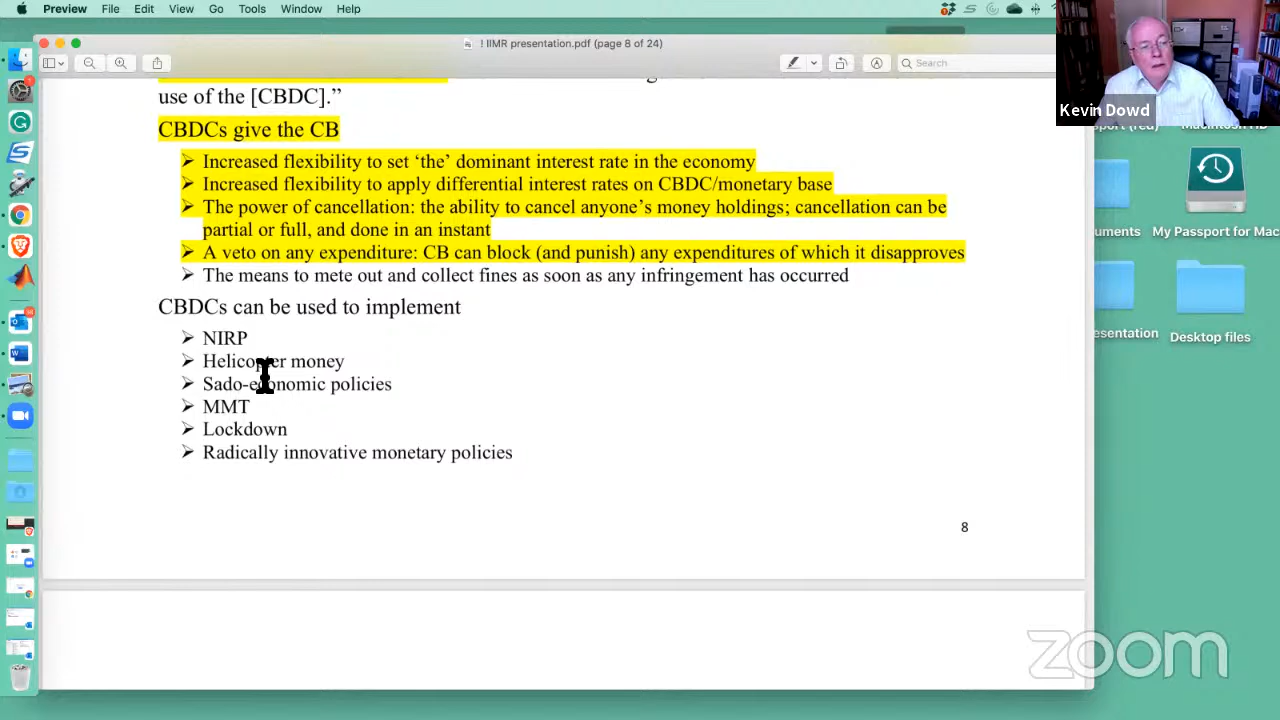 Preview File Edit View Go Tools Window Help
! IIMR presentation.pdf (page 8 of 24)
Search
use of the [CBDC].”
CBDCs give the CB
➢ Increased flexibility to set ‘the’ dominant interest rate in the economy
➢ Increased flexibility to apply differential interest rates on CBDC/monetary base
➢ The power of cancellation: the ability to cancel anyone’s money holdings; cancellation can be
partial or full, and done in an instant
➢ A veto on any expenditure: CB can block (and punish) any expenditures of which it disapproves
➢ The means to mete out and collect fines as soon as any infringement has occurred
CBDCs can be used to implement
➢ NIRP
➢ Helicopter money
➢ Sado-economic policies
➢ MMT
➢ Lockdown
➢ Radically innovative monetary policies
8
Kevin Dowd
My Passport for Mac
Desktop files
zoom